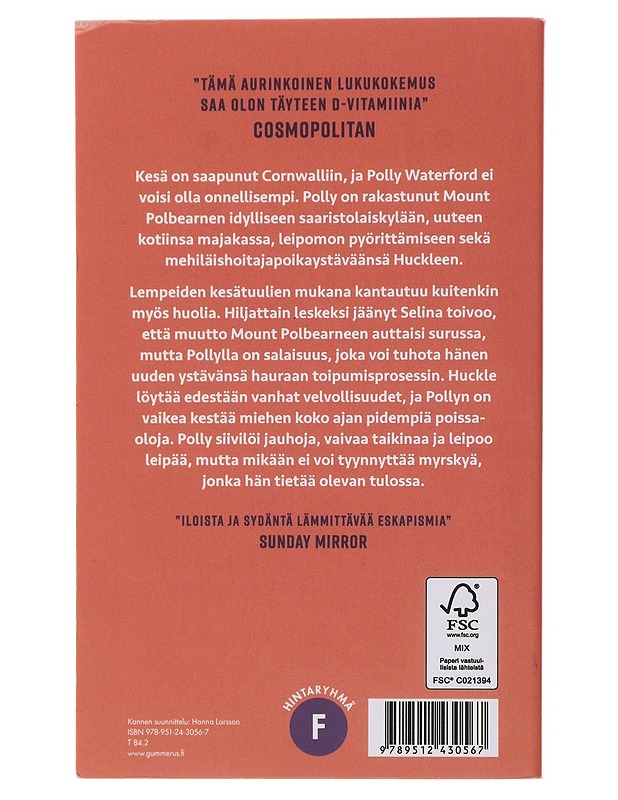 "TÄMÄ AURINKOINEN LUKUKOKEMUS
SAA OLON TÄYTEEN D-VITAMIINIA"
COSMOPOLITAN
Kesä on saapunut Cornwalliin, ja Polly Waterford ei
voisi olla onnellisempi. Polly on rakastunut Mount
Polbearnen idylliseen saaristolaiskylään, uuteen
kotiinsa majakassa, leipomon pyörittämiseen sekä
mehiläishoitajapoikaystäväänsä Huckleen.
Lempeiden kesätuulien mukana kantautuu kuitenkin
myös huolia. Hiljattain leskeksi jäänyt Selina toivoo,
että muutto Mount Polbearneen auttaisi surussa,
mutta Pollylla on salaisuus, joka voi tuhota hänen
uuden ystävänsä hauraan toipumisprosessin. Huckle
löytää edestään vanhat velvollisuudet, ja Pollyn on
vaikea kestää miehen koko ajan pidempiä poissa-
oloja. Polly siivilöi jauhoja, vaivaa taikinaa ja leipoo
leipää, mutta mikään ei voi tyynnyttää myrskyä,
jonka hän tietää olevan tulossa.
"ILOISTA JA SYDÄNTÄ LÄMMITTÄVÄÄ ESKAPISMIA"
SUNDAY MIRROR
FSC
www.fsc.org
MIX
Paperi vastuul-
lisista lähteistä
FSC® C021394
HINTARYHMÄ
F
Kannen suunnittelu: Hanna Larsson
ISBN 978-951-24-3056-7
T 84.2
www.gummerus.fi
9 789512 430567